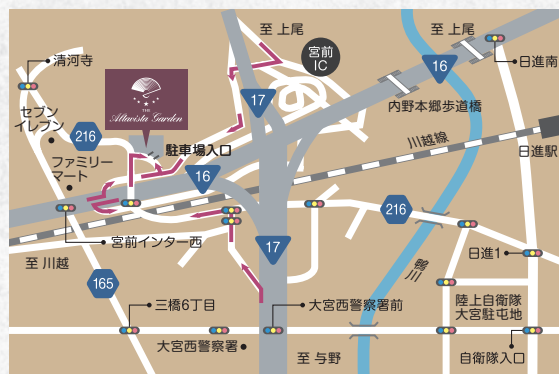 至 上尾
宮前
IC
至 上尾
清河寺
日進南
16
セブン
イレブン
17
内野本郷歩道橋
216
Altavista Garden
川越線
駐車場入口
日進駅
ファミリー
マート
16
216
宮前インター西
17
日進1
至 川越
鴨川
165
三橋6丁目
大宮西警察署前
陸上自衛隊
大宮駐屯地
大宮西警察署
至 与野
自衛隊入口